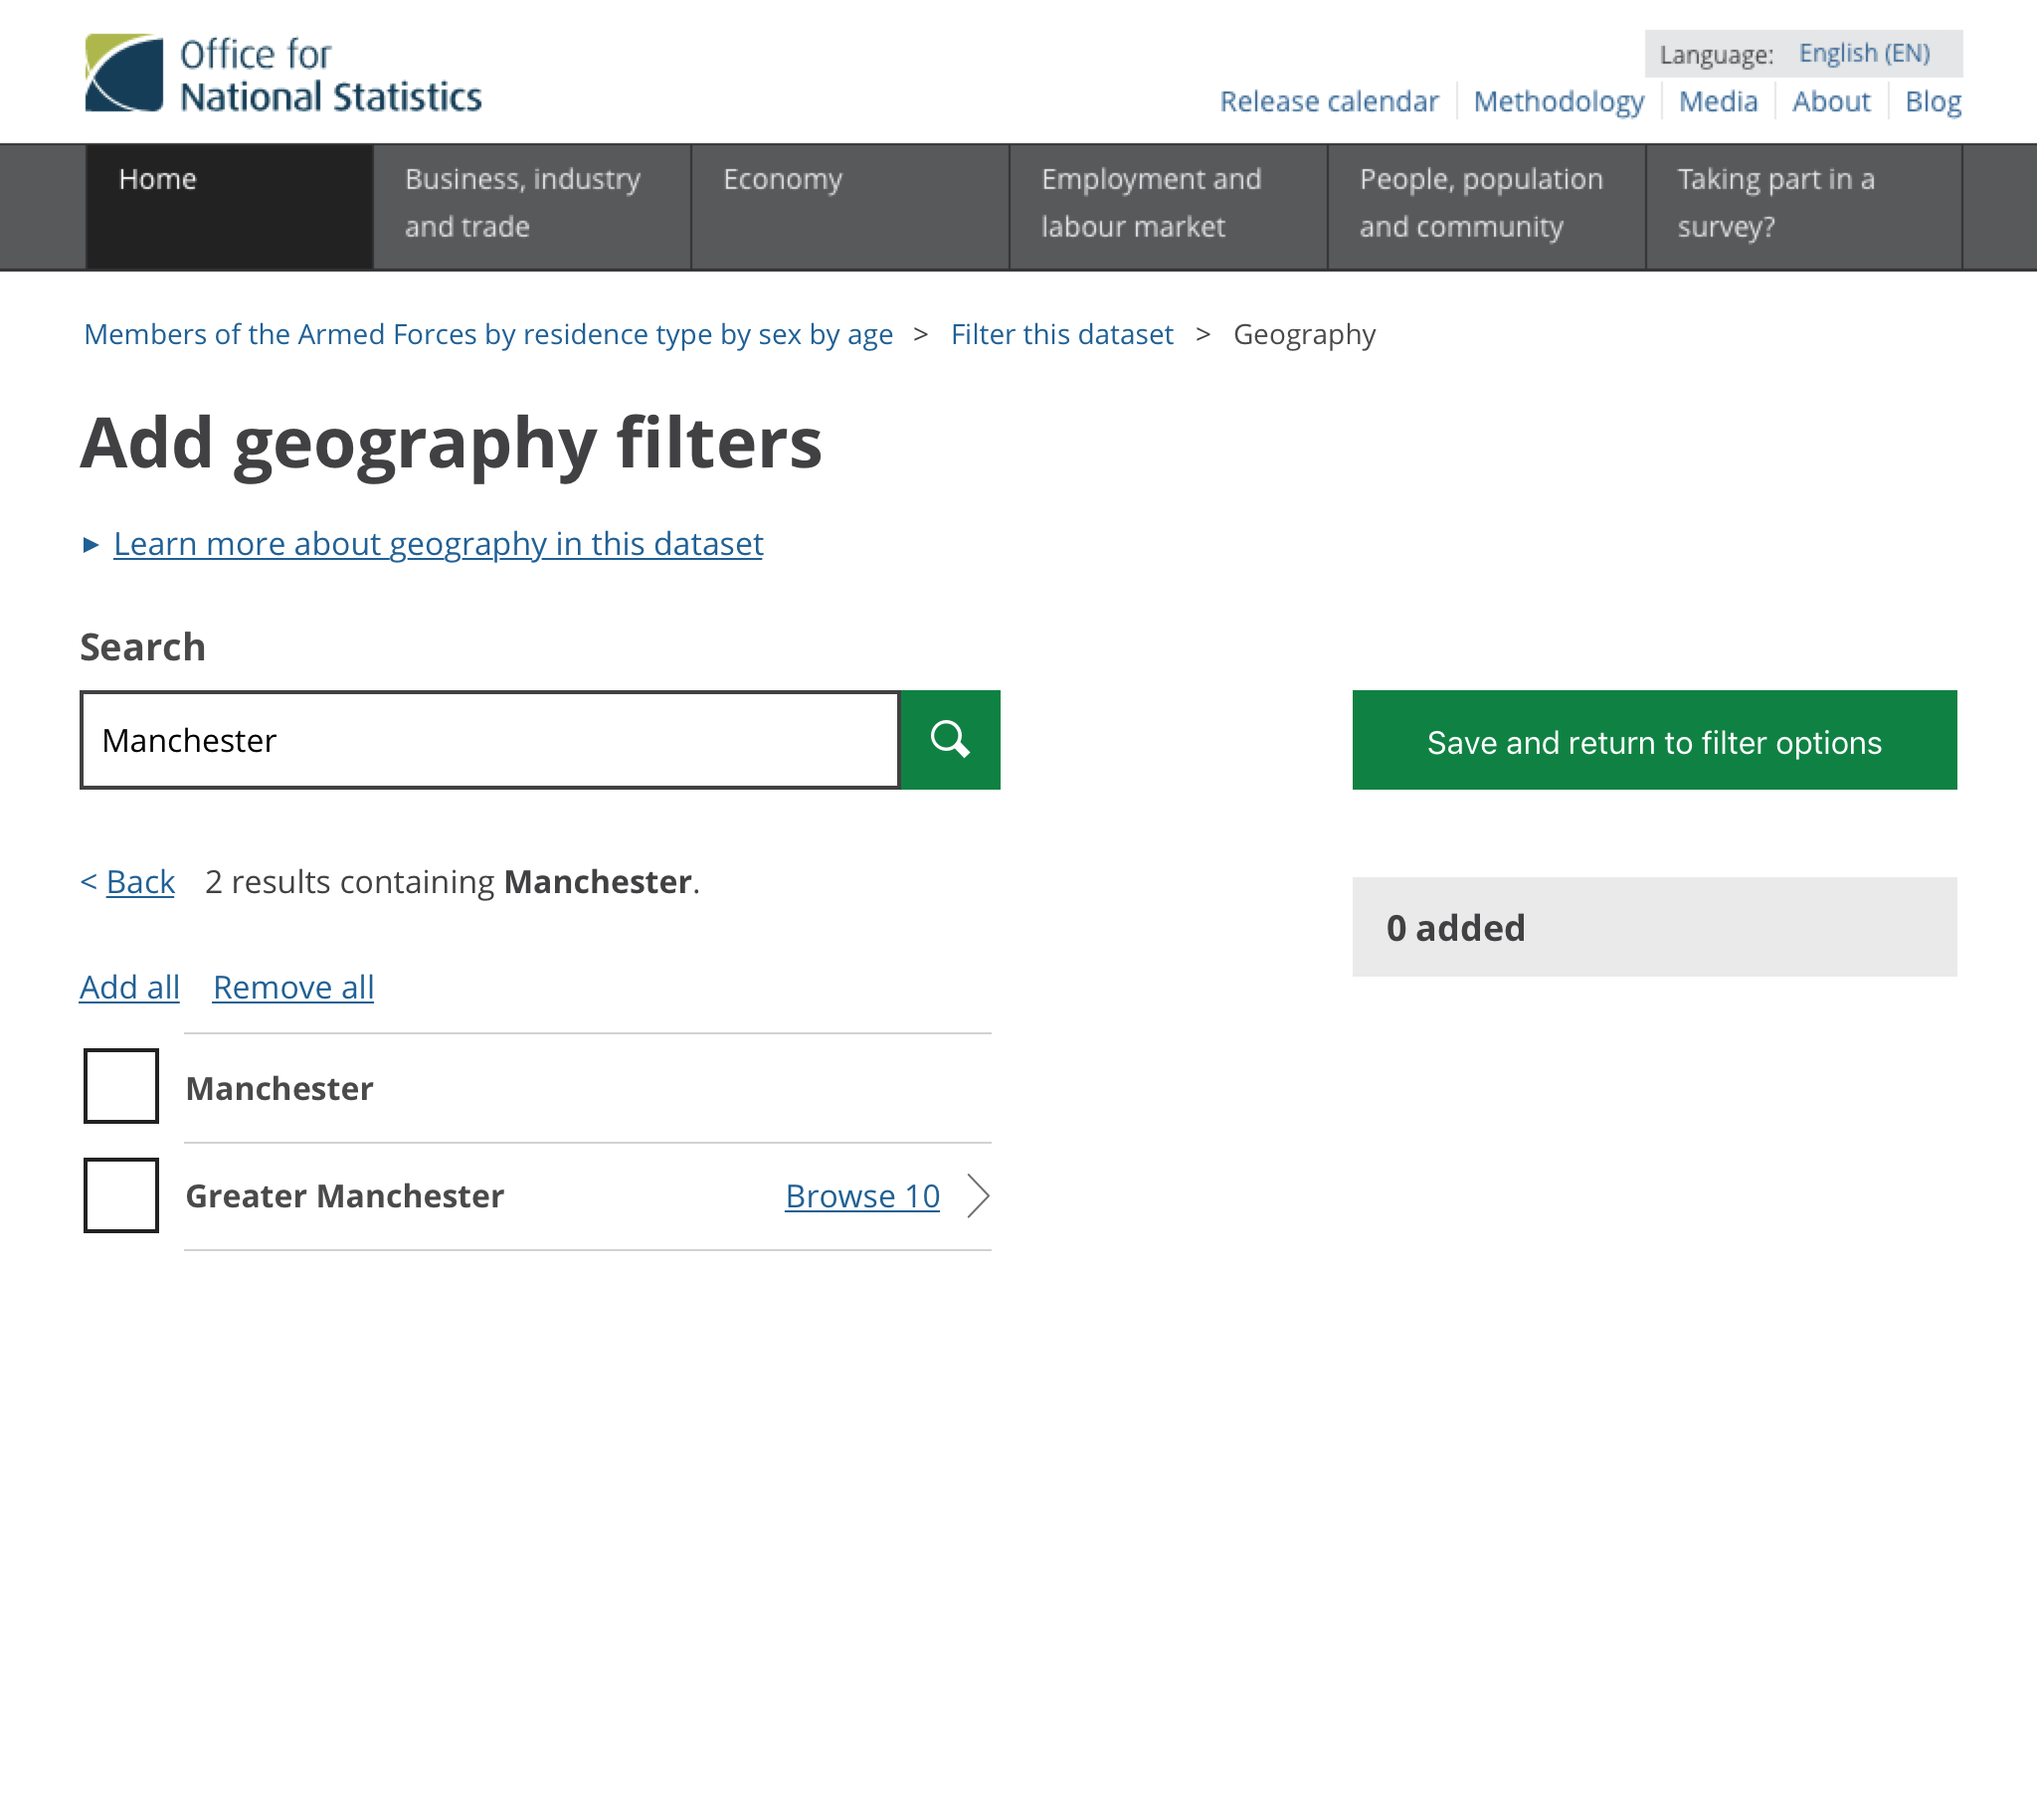 Office for
National Statistics
Language: English (EN)
Release calendar Methodology Media About Blog
Home
Business, industry
and trade
Economy
Employment and
labour market
People, population
and community
Taking part in a
survey?
Members of the Armed Forces by residence type by sex by age > Filter this dataset > Geography
Add geography filters
► Learn more about geography in this dataset
Search
Manchester
Save and return to filter options
< Back 2 results containing Manchester.
0 added
Add all Remove all
Manchester
Greater Manchester Browse 10